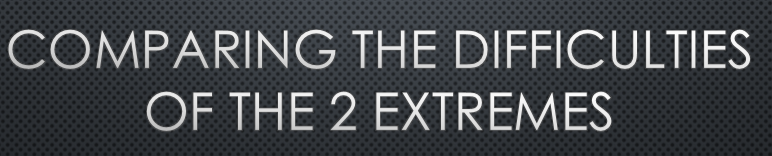 COMPARING THE DIFFICULTIES
OF THE 2 EXTREMES